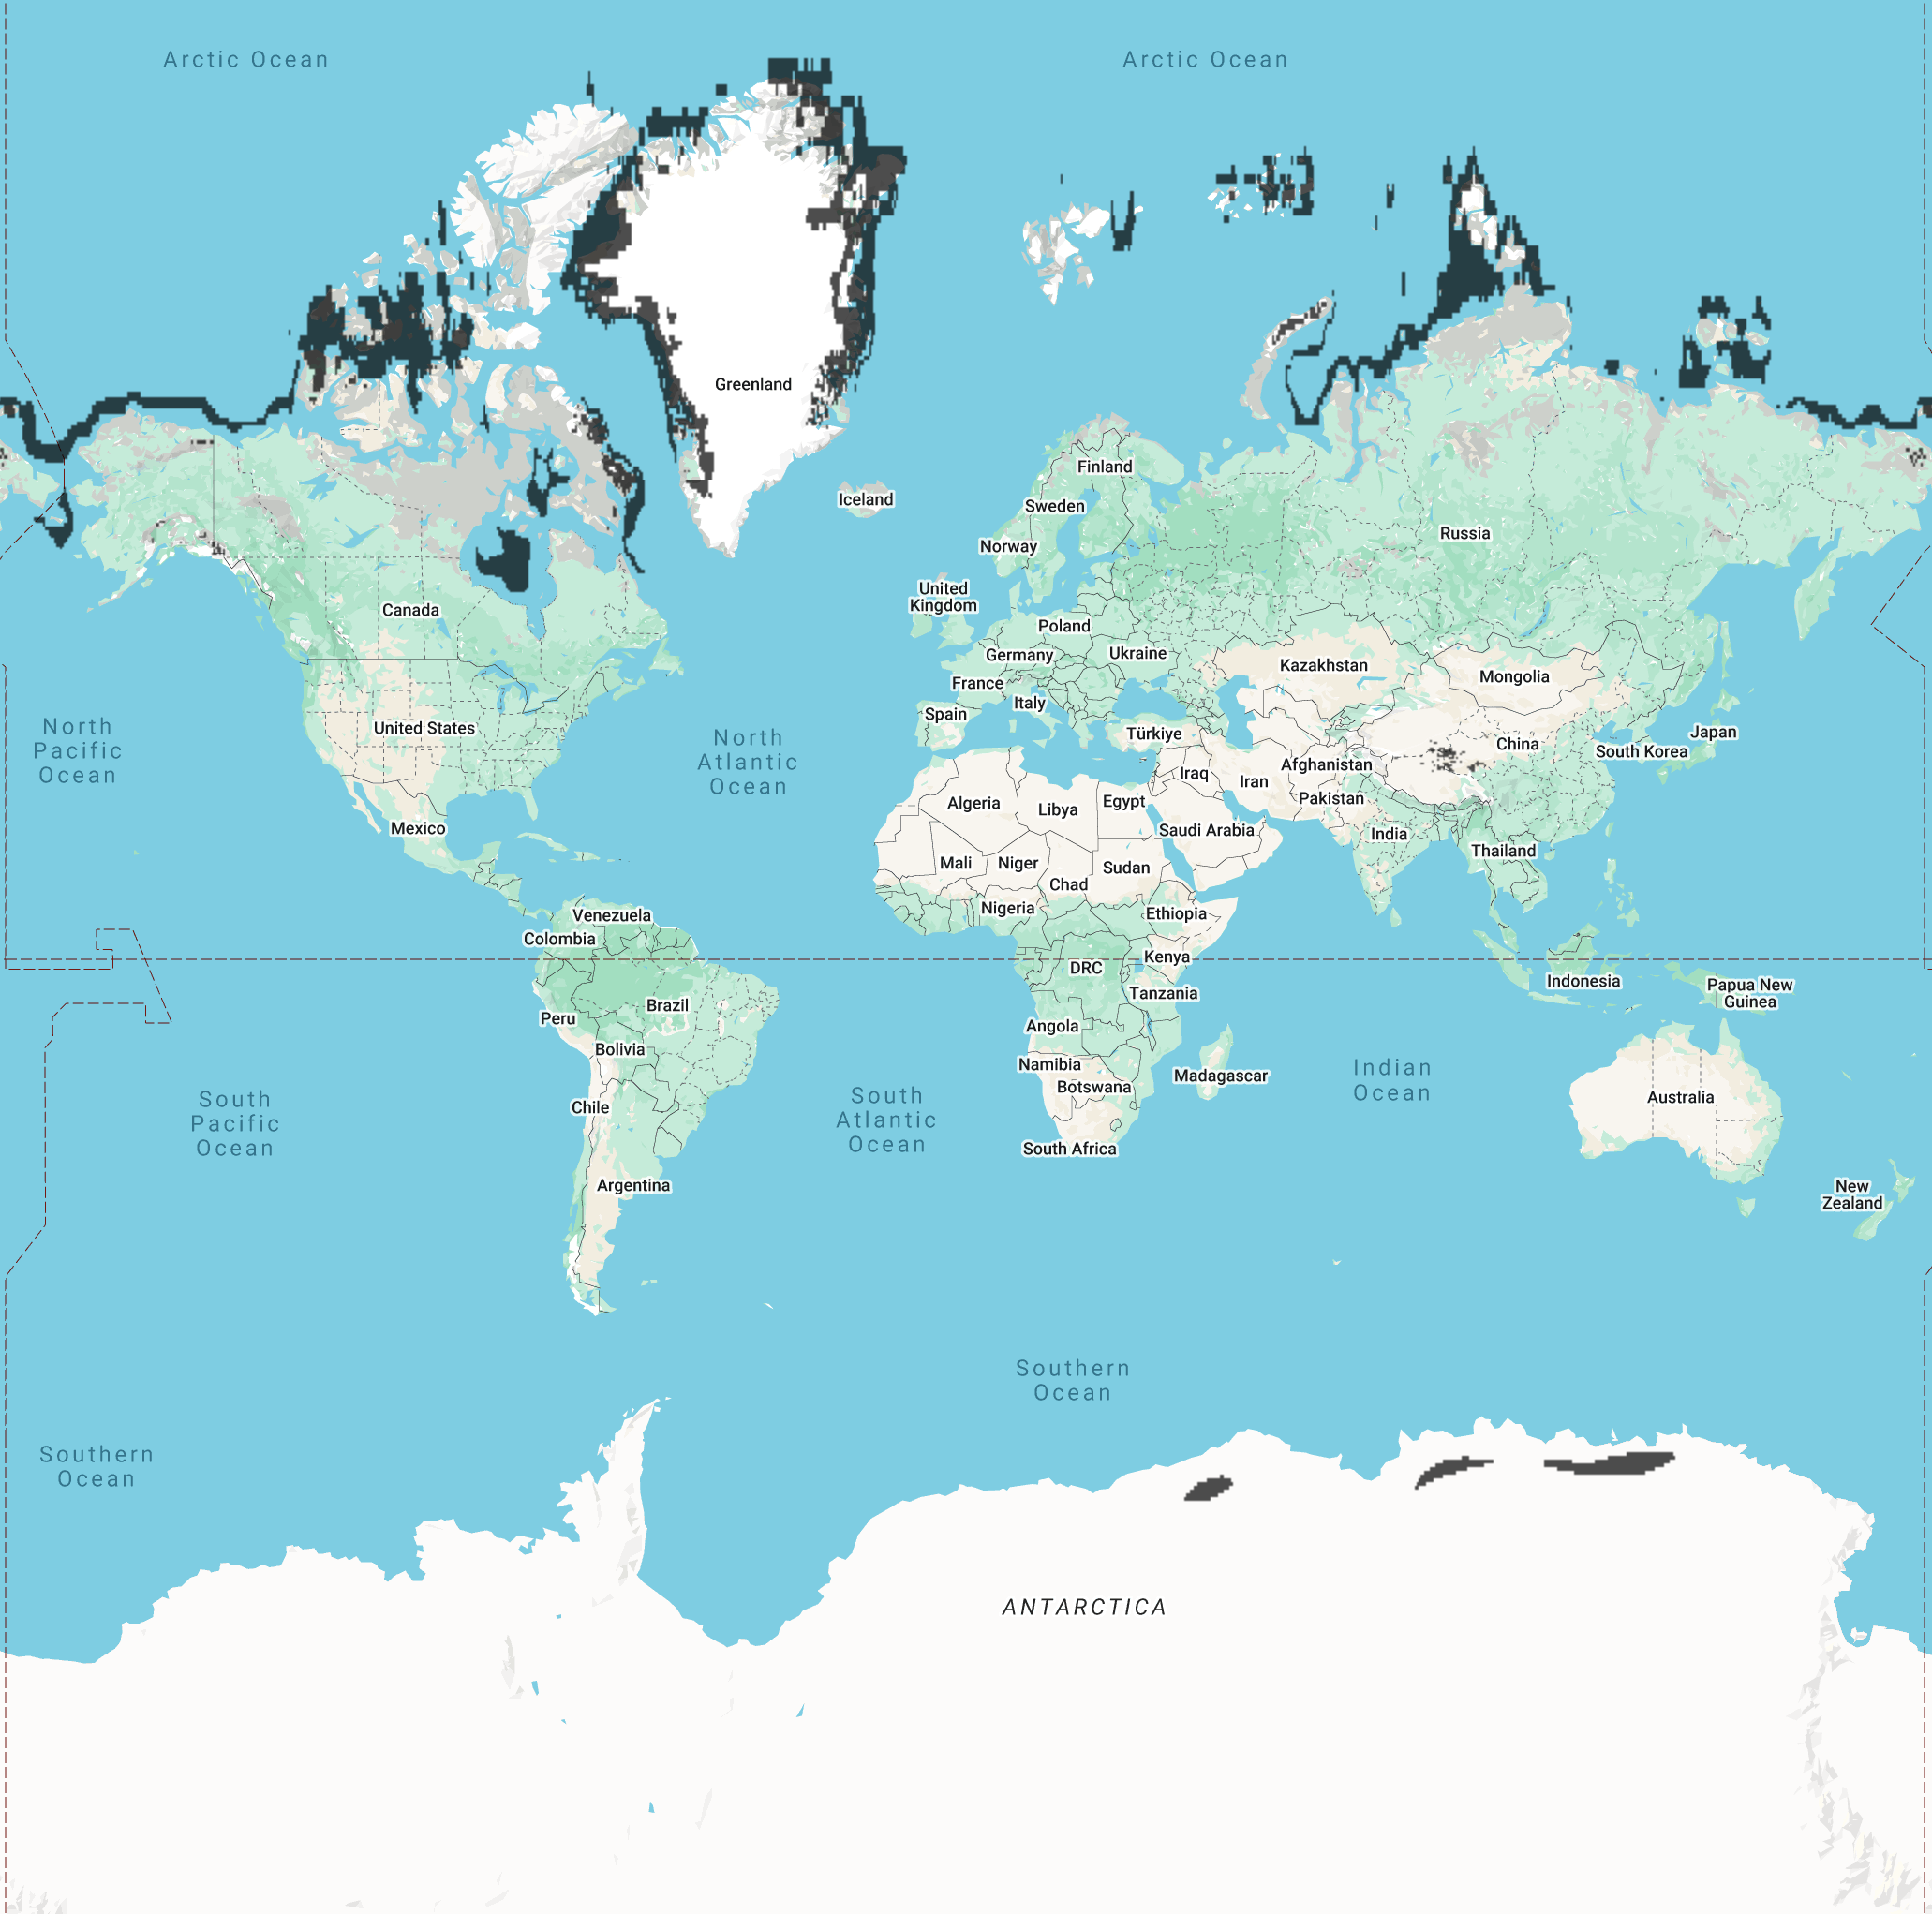 Arctic Ocean
Arctic Ocean
Greenland
Finland
Iceland
Sweden
Russia
Norway
United
Kingdom
Canada
Poland
Ukraine
Germany
Kazakhstan
Mongolia
France
Italy
Spain
United States
Türkiye
Japan
China
South Korea
North
Pacific
Ocean
North
Atlantic
Ocean
Afghanistan
Iraq
Iran
Algeria
Libya
Egypt
Pakistan
Mexico
Saudi Arabia
India
Thailand
Mali
Niger
Sudan
Chad
Venezuela
Nigeria
Ethiopia
Colombia
Kenya
DRC
Indonesia
Papua New
Guinea
Tanzania
Brazil
Peru
Angola
Bolivia
Namibia
Madagascar
Botswana
Indian
Ocean
Australia
Chile
South
Pacific
Ocean
South
Atlantic
Ocean
South Africa
Argentina
New
Zealand
Southern
Ocean
Southern
Ocean
ANTARCTICA